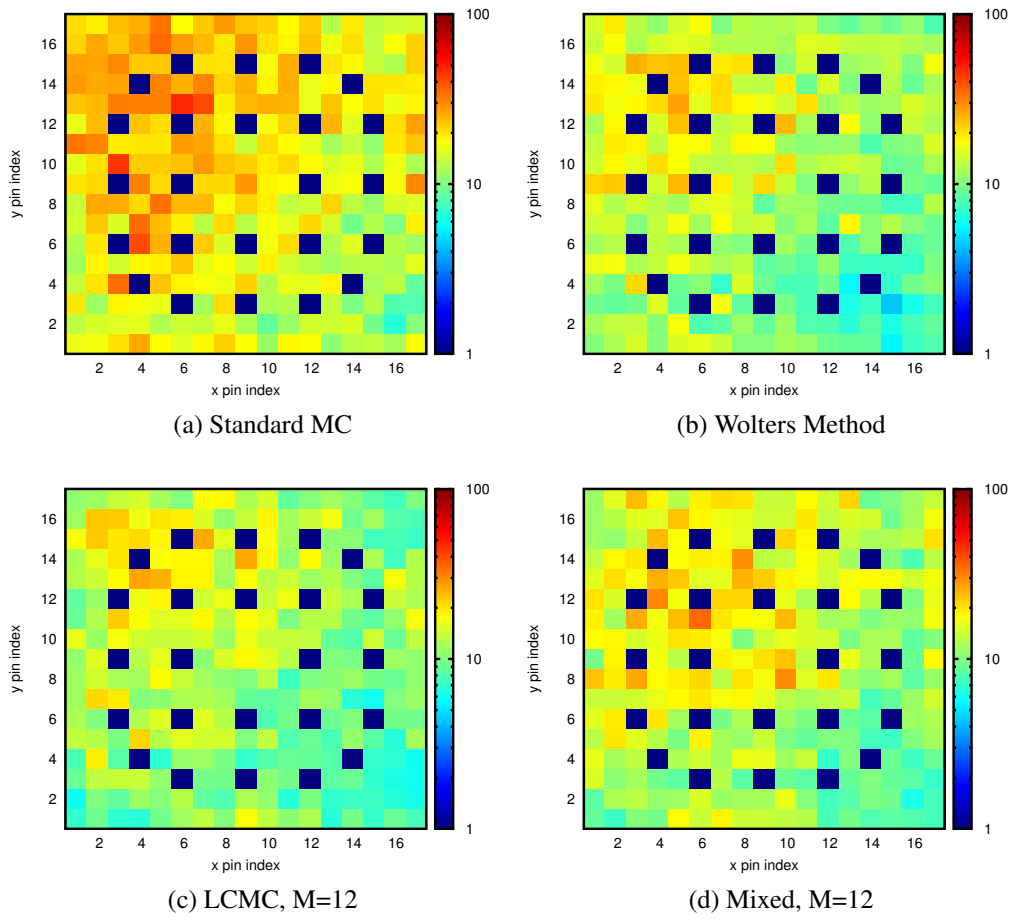 16
14
12
10
8
6
4
2
y pin index
2 4 6 8 10 12 14 16
x pin index
100
10
1
(a) Standard MC
16
14
12
10
8
6
4
2
y pin index
2 4 6 8 10 12 14 16
x pin index
100
10
1
(b) Wolters Method
16
14
12
10
8
6
4
2
y pin index
2 4 6 8 10 12 14 16
x pin index
100
10
1
(c) LCMC, M=12
16
14
12
10
8
6
4
2
y pin index
2 4 6 8 10 12 14 16
x pin index
100
10
1
(d) Mixed, M=12